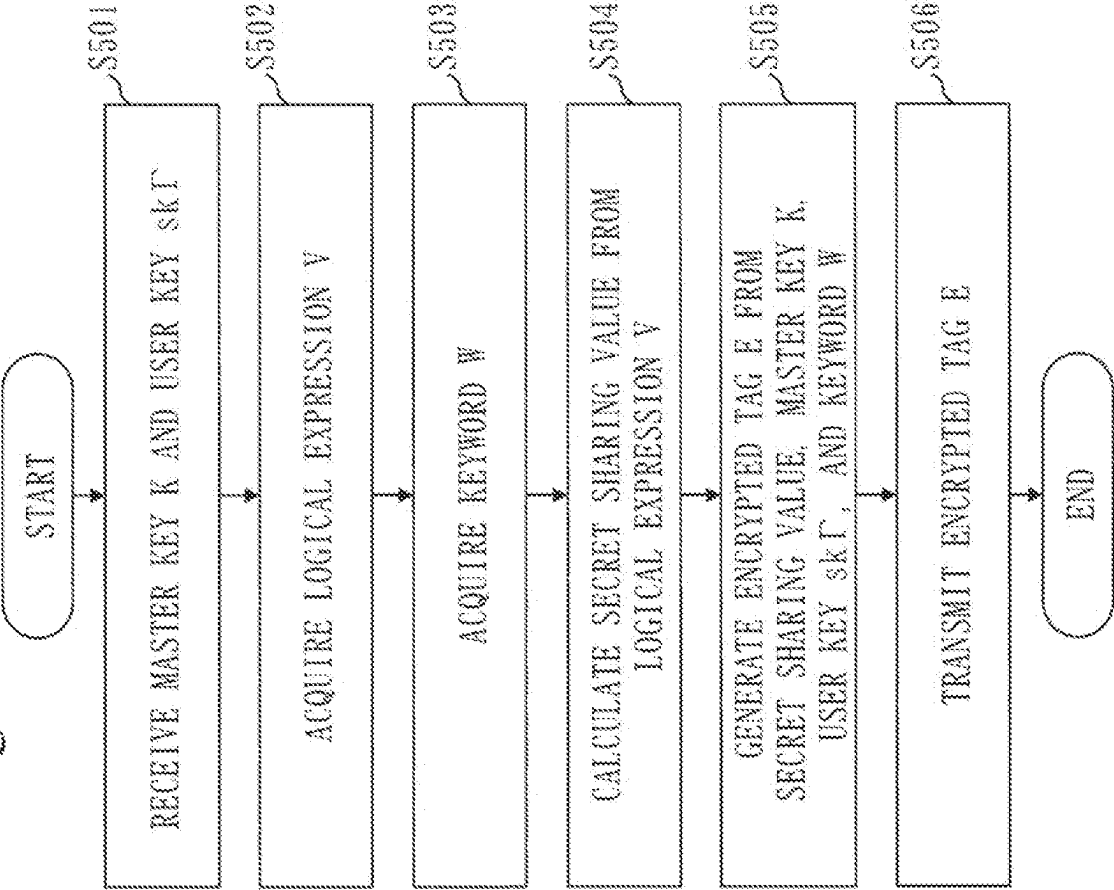 START
RECEIVE MASTER KEY K AND USER KEY skΓ
S501
ACQUIRE LOGICAL EXPRESSION V
S502
ACQUIRE KEYWORD W
S503
CALCULATE SECRET SHARING VALUE FROM
LOGICAL EXPRESSION V
S504
GENERATE ENCRYPTED TAG E FROM
SECRET SHARING VALUE, MASTER KEY K,
USER KEY skΓ, AND KEYWORD W
S505
TRANSMIT ENCRYPTED TAG E
S506
END